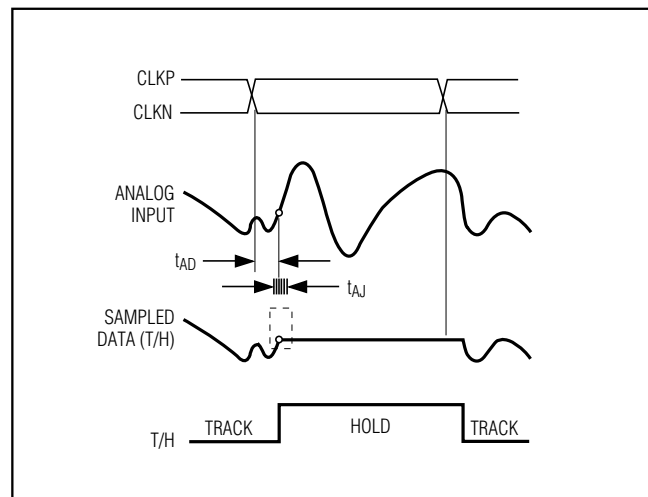 CLKP
CLKN
ANALOG
INPUT
tAD
tAJ
SAMPLED
DATA (T/H)
T/H
TRACK
HOLD
TRACK